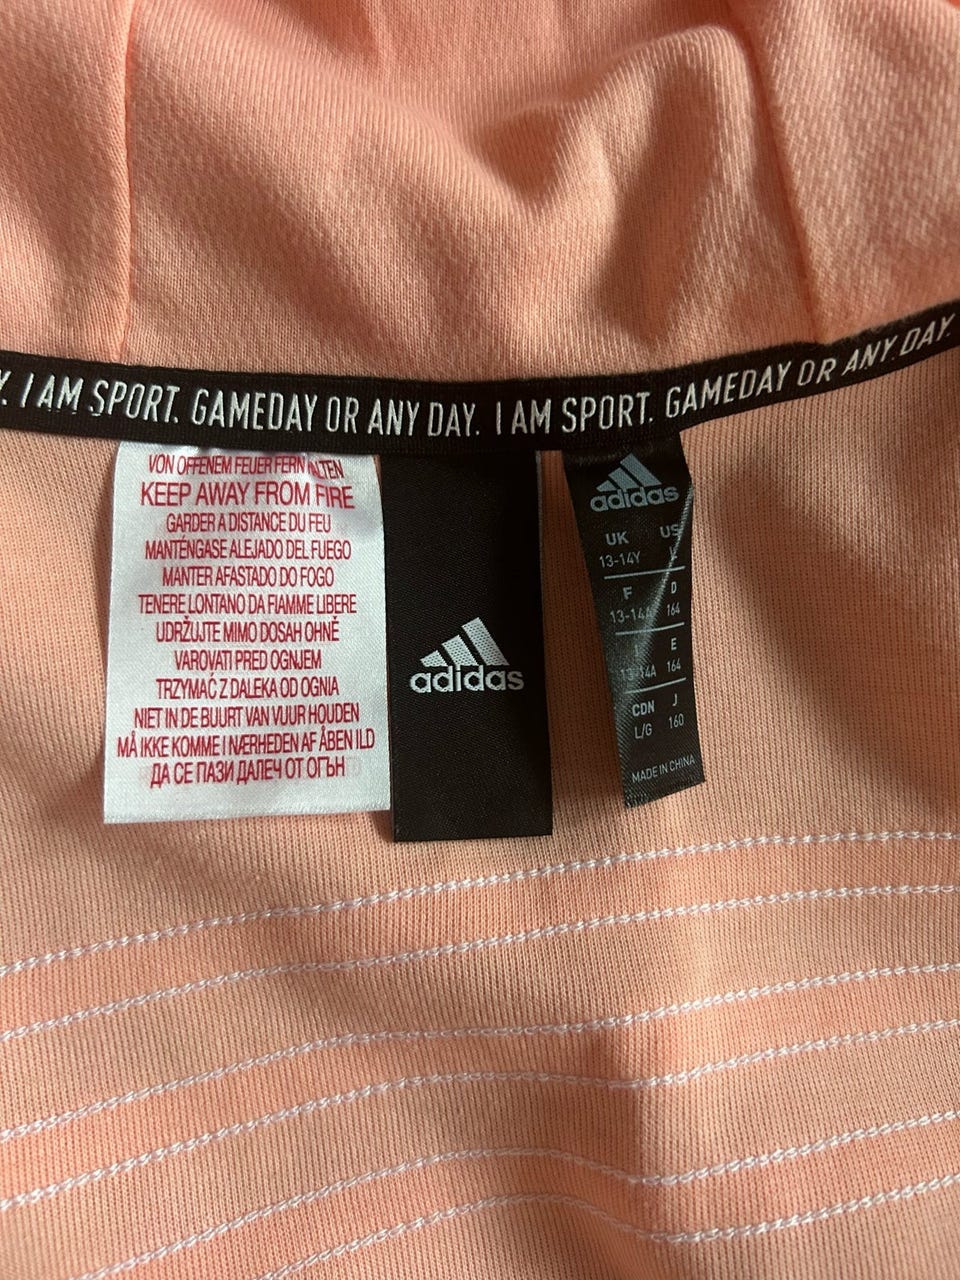 Y. I AM SPORT. GAMEDAY OR ANY DAY. I AM SPORT. GAMEDAY OR ANY DAY.
VON OFFENEM FEUER FERN
KEEP AWAY FROM FIRE
GARDER A DISTANCE DU FEU
MANTÉNGASE ALEJADO DEL FUEGO
MANTER AFASTADO DO FOGO
TENERE LONTANO DA FIAMME LIBERE
UDRŽUJTE MIMO DOSAH OHNĚ
VAROVATI PRED OGNJEM
TRZYMAĆ Z DALEKA OD OGNIA
NIET IN DE BUURT VAN VUUR HOUDEN
MÅ IKKE KOMME I NÆRHEDEN AF ÅBEN ILD
ДА СЕ ПАЗИ ДАЛЕЧ ОТ ОГЪН
adidas
adidas
UK US
13-14Y L
F D
13-14A 164
I E
13-14A 164
CDN J
L/G 160
MADE IN CHINA